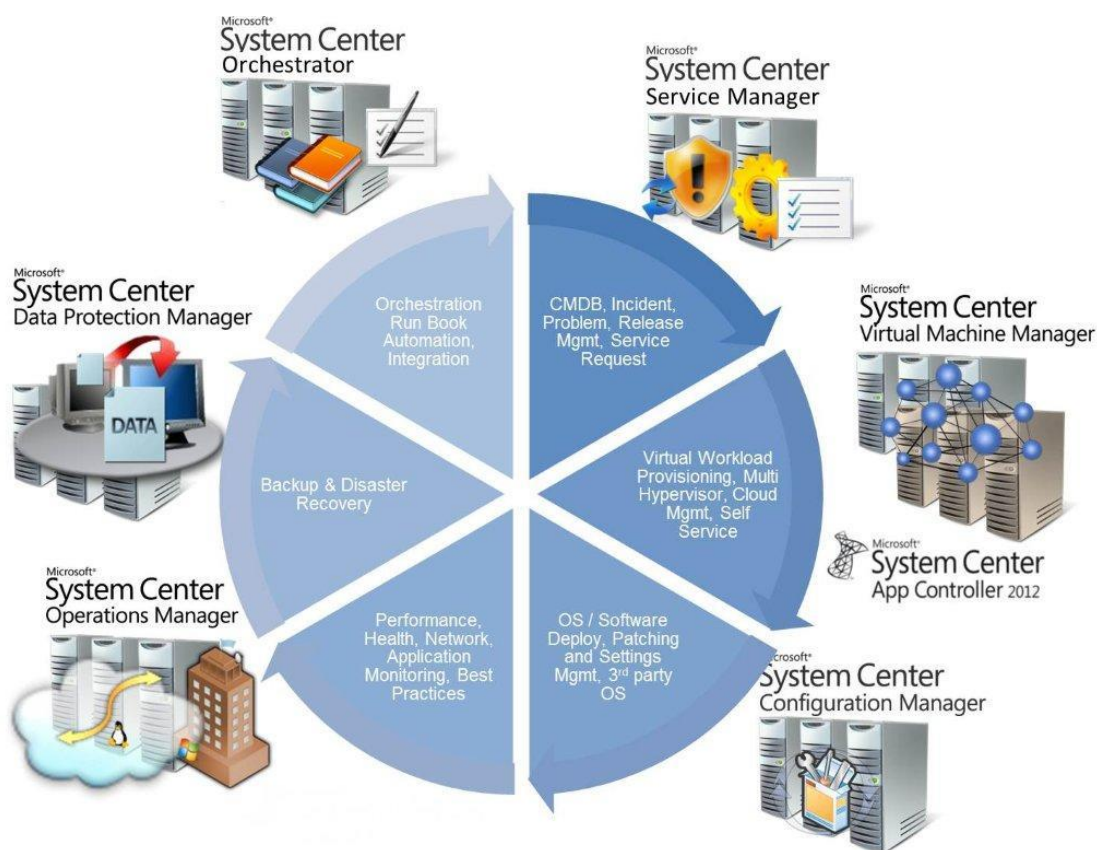 Microsoft®
System Center
Orchestrator
Microsoft®
System Center
Service Manager
Microsoft®
System Center
Data Protection Manager
DATA
Microsoft®
System Center
Virtual Machine Manager
Orchestration
Run Book
Automation,
Integration
CMDB, Incident,
Problem, Release
Mgmt, Service
Request
Backup & Disaster
Recovery
Virtual Workload
Provisioning, Multi
Hypervisor, Cloud
Mgmt, Self
Service
Microsoft®
System Center
App Controller 2012
Microsoft®
System Center
Operations Manager
Performance,
Health, Network,
Application
Monitoring, Best
Practices
OS / Software
Deploy, Patching
and Settings
Mgmt, 3rd party
OS
Microsoft®
System Center
Configuration Manager